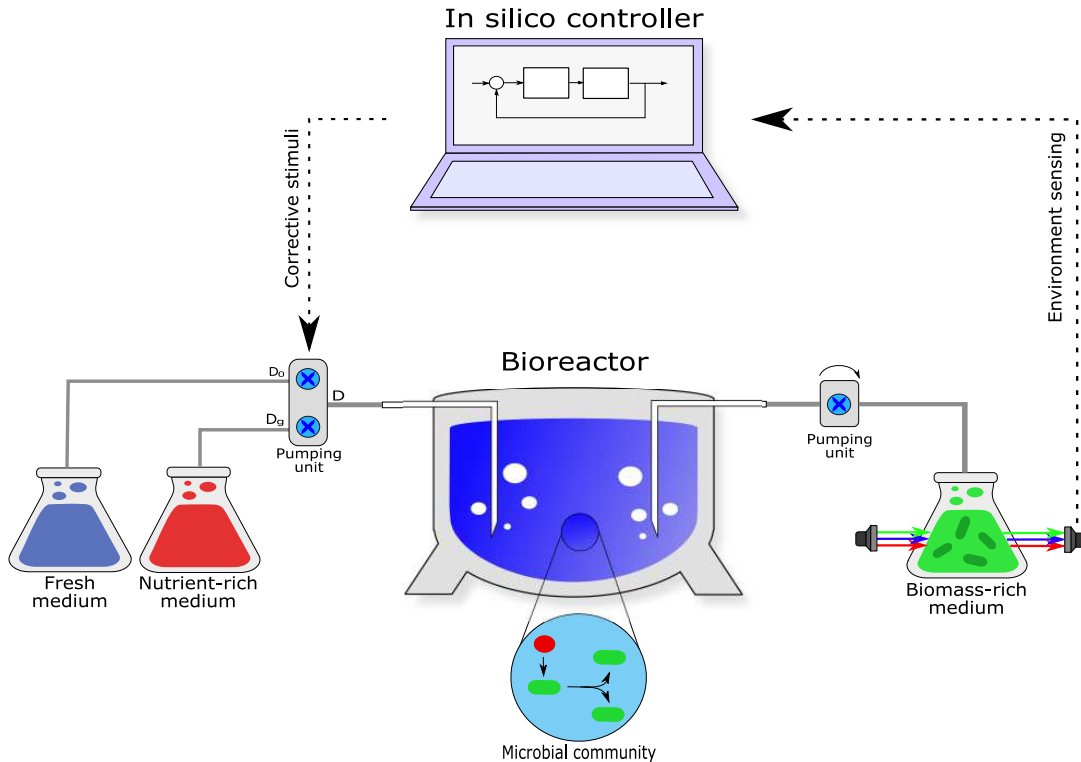 In silico controller
Corrective stimuli
Environment sensing
Bioreactor
D₀
D
D_g
Pumping
unit
Pumping
unit
Fresh
medium
Nutrient-rich
medium
Biomass-rich
medium
Microbial community